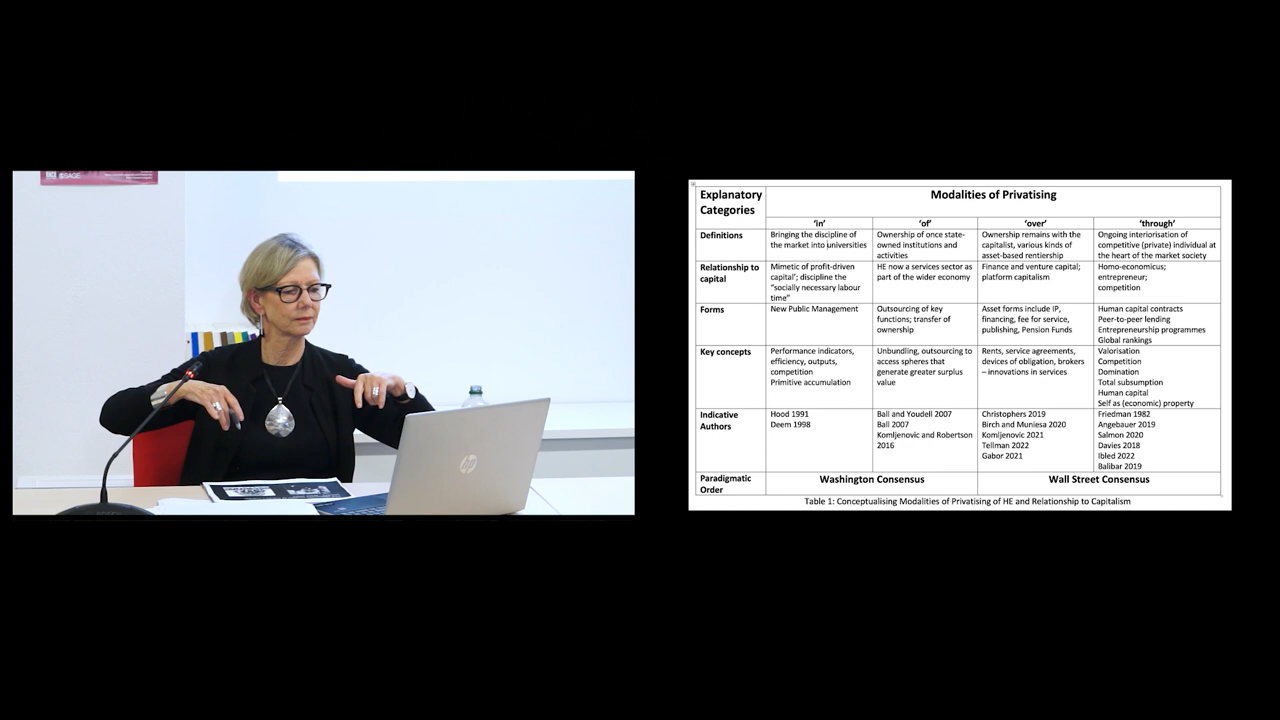 SAGE
hp
Explanatory
Categories
Modalities of Privatising
'in'
'of'
'over'
'through'
Definitions
Bringing the discipline of
the market into universities
Ownership of once state-
owned institutions and
activities
Ownership remains with the
capitalist, various kinds of
asset-based rentiership
Ongoing interiorisation of
competitive (private) individual at
the heart of the market society
Relationship to
capital
Mimetic of profit-driven
capital'; discipline the
"socially necessary labour
time"
HE now a services sector as
part of the wider economy
Finance and venture capital;
platform capitalism
Homo-economicus;
entrepreneur;
competition
Forms
New Public Management
Outsourcing of key
functions; transfer of
ownership
Asset forms include IP,
financing, fee for service,
publishing, Pension Funds
Human capital contracts
Peer-to-peer lending
Entrepreneurship programmes
Global rankings
Key concepts
Performance indicators,
efficiency, outputs,
competition
Primitive accumulation
Unbundling, outsourcing to
access spheres that
generate greater surplus
value
Rents, service agreements,
devices of obligation, brokers
– innovations in services
Valorisation
Competition
Domination
Total subsumption
Human capital
Self as (economic) property
Indicative
Authors
Hood 1991
Deem 1998
Ball and Youdell 2007
Ball 2007
Komljenovic and Robertson
2016
Christophers 2019
Birch and Muniesa 2020
Komljenovic 2021
Tellman 2022
Gabor 2021
Friedman 1982
Angebauer 2019
Salmon 2020
Davies 2018
Ibled 2022
Balibar 2019
Paradigmatic
Order
Washington Consensus
Wall Street Consensus
Table 1: Conceptualising Modalities of Privatising of HE and Relationship to Capitalism